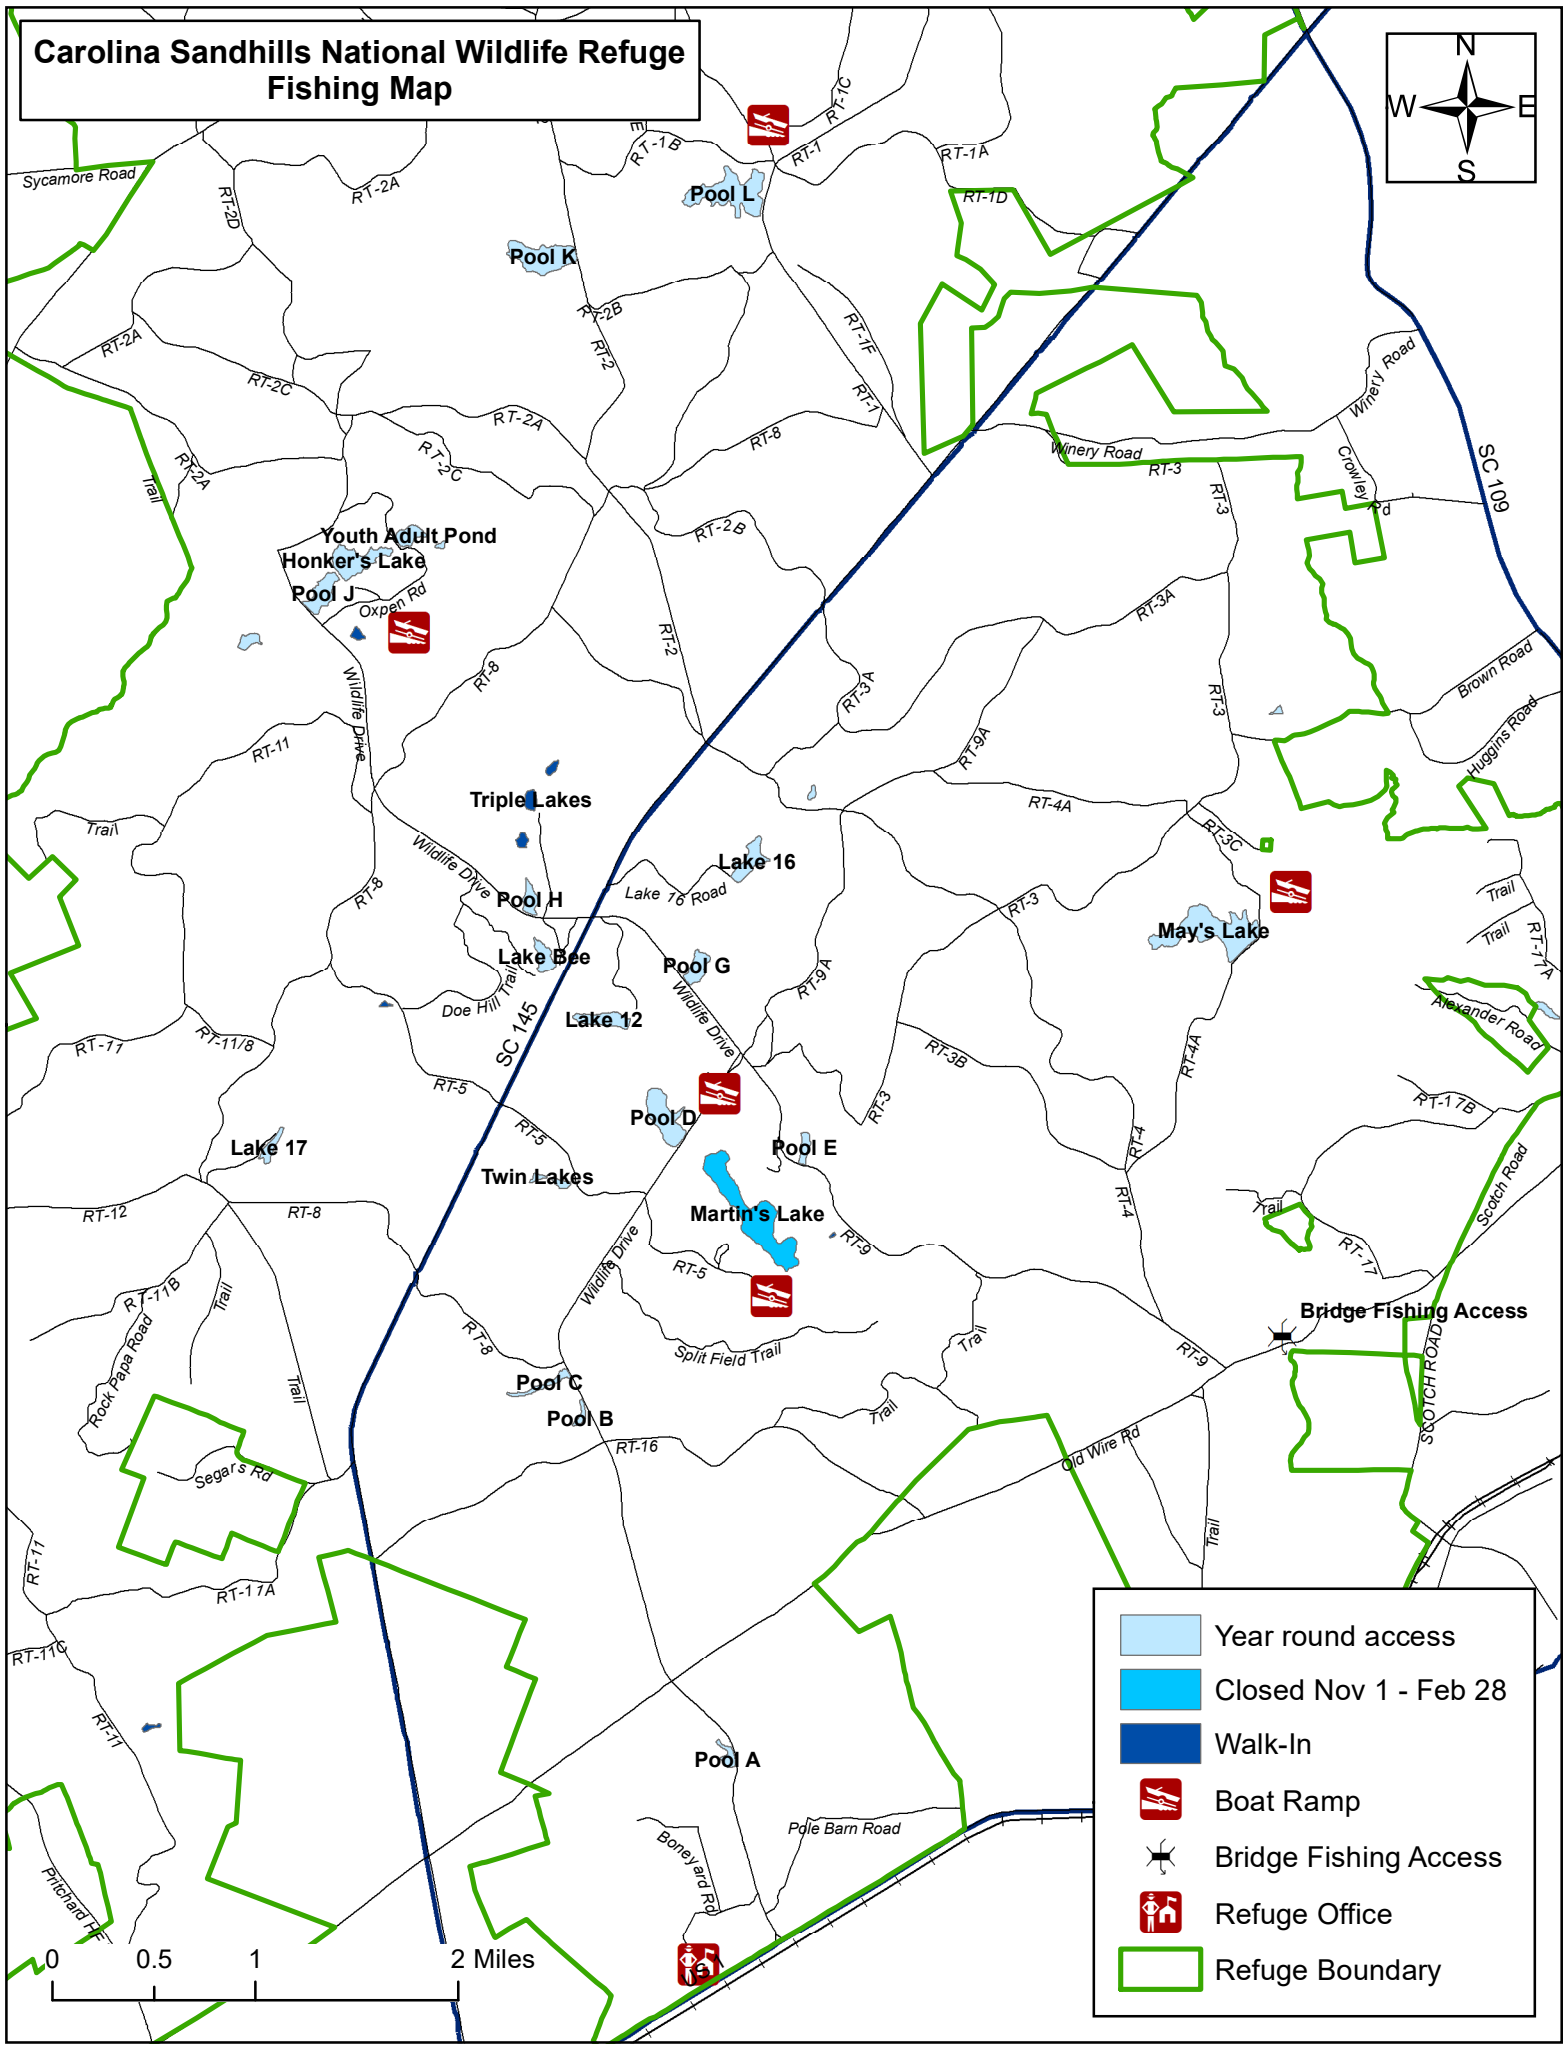 Carolina Sandhills National Wildlife Refuge
Fishing Map
N
W
E
S
RT-1C
RT-1B
E
RT-1
RT-1A
Sycamore Road
RT-2A
RT-2D
Pool L
RT-1D
Pool K
RT-2B
RT-1F
RT-2A
RT-2
Winery Road
RT-2C
RT-1
RT-2A
RT-8
RT-2C
Winery Road
RT-3
Crowley Rd
SC 109
RT-2A
Trail
RT-3
RT-2B
Youth Adult Pond
Honker's Lake
Pool J
Oxpen Rd
RT-3A
RT-2
RT-8
Brown Road
Wildlife Drive
RT-3A
RT-3
RT-11
RT-9A
Huggins Road
Triple Lakes
RT-4A
Trail
RT-3C
Wildlife Drive
Lake 16
RT-8
Pool H
Lake 16 Road
RT-3
Trail
May's Lake
Trail
RT-17A
Lake Bee
Pool G
RT-9A
Doe Hill Trail
Wildlife Drive
Alexander Road
Lake 12
SC 145
RT-11
RT-11/8
RT-3B
RT-4A
RT-5
Pool D
RT-3
RT-17B
RT-5
RT-4
Lake 17
Pool E
Twin Lakes
Scotch Road
RT-4
RT-12
RT-8
Martin's Lake
Trail
RT-9
RT-17
Wildlife Drive
RT-5
RT-11B
Trail
Bridge Fishing Access
RT-8
Rock Papa Road
Split Field Trail
Trail
RT-9
SCOTCH ROAD
Pool C
Trail
Pool B
Trail
RT-16
Old Wire Rd
Segars Rd
Trail
RT-11
RT-11A
RT-11C
RT-11
Pool A
Pole Barn Road
Boneyard Rd
Pritchard
US 1
0
0.5
1
2 Miles
Year round access
Closed Nov 1 - Feb 28
Walk-In
Boat Ramp
Bridge Fishing Access
Refuge Office
Refuge Boundary